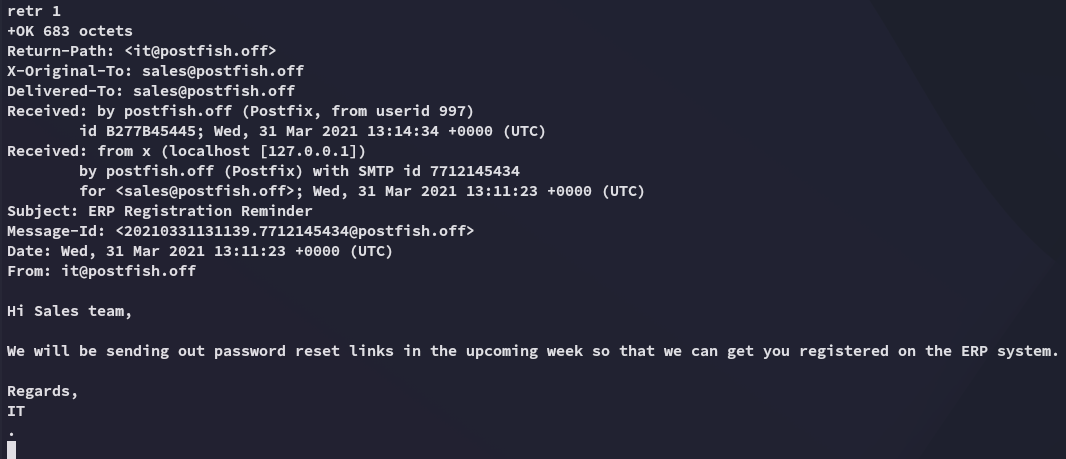 retr 1
+OK 683 octets
Return-Path: <it@postfish.off>
X-Original-To: sales@postfish.off
Delivered-To: sales@postfish.off
Received: by postfish.off (Postfix, from userid 997)
        id B277B45445; Wed, 31 Mar 2021 13:14:34 +0000 (UTC)
Received: from x (localhost [127.0.0.1])
        by postfish.off (Postfix) with SMTP id 7712145434
        for <sales@postfish.off>; Wed, 31 Mar 2021 13:11:23 +0000 (UTC)
Subject: ERP Registration Reminder
Message-Id: <20210331131139.7712145434@postfish.off>
Date: Wed, 31 Mar 2021 13:11:23 +0000 (UTC)
From: it@postfish.off

Hi Sales team,

We will be sending out password reset links in the upcoming week so that we can get you registered on the ERP system.

Regards,
IT
.